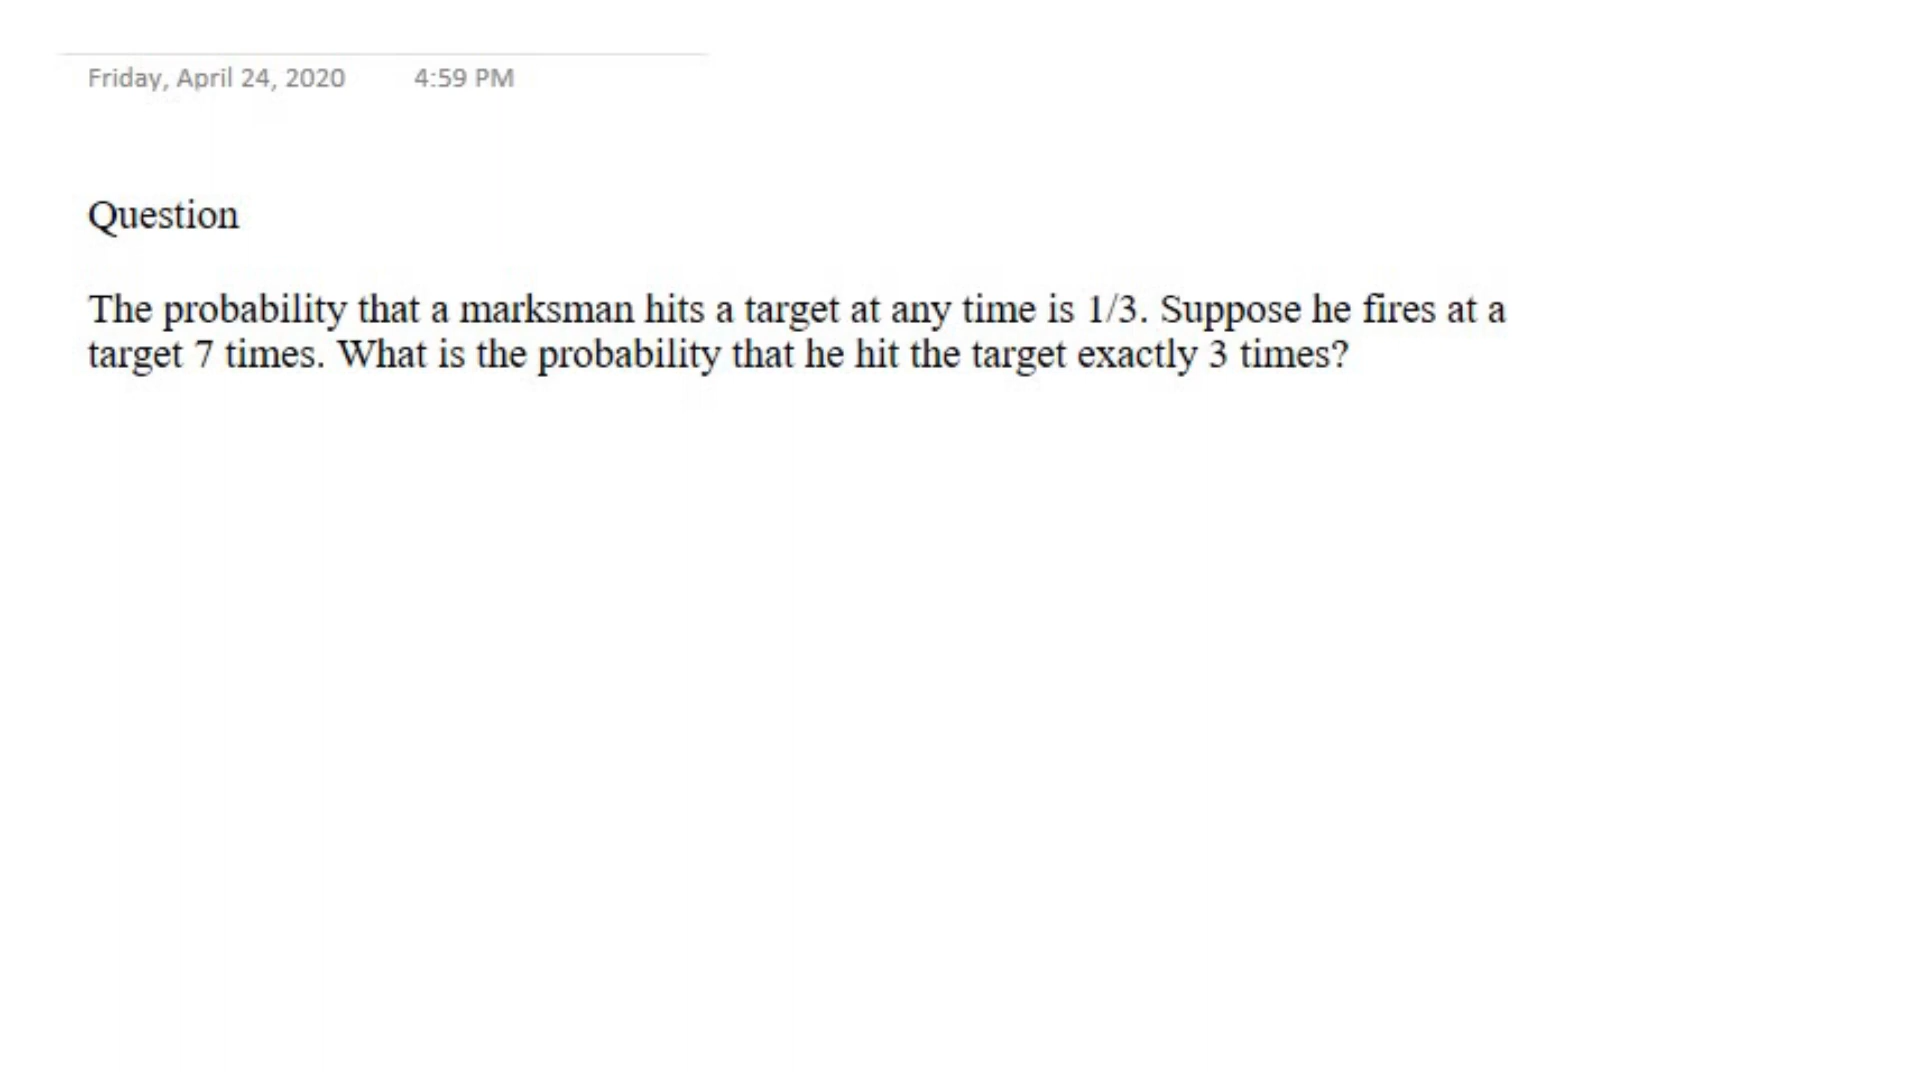 Friday, April 24, 2020 4:59 PM
Question
The probability that a marksman hits a target at any time is 1/3. Suppose he fires at a
target 7 times. What is the probability that he hit the target exactly 3 times?